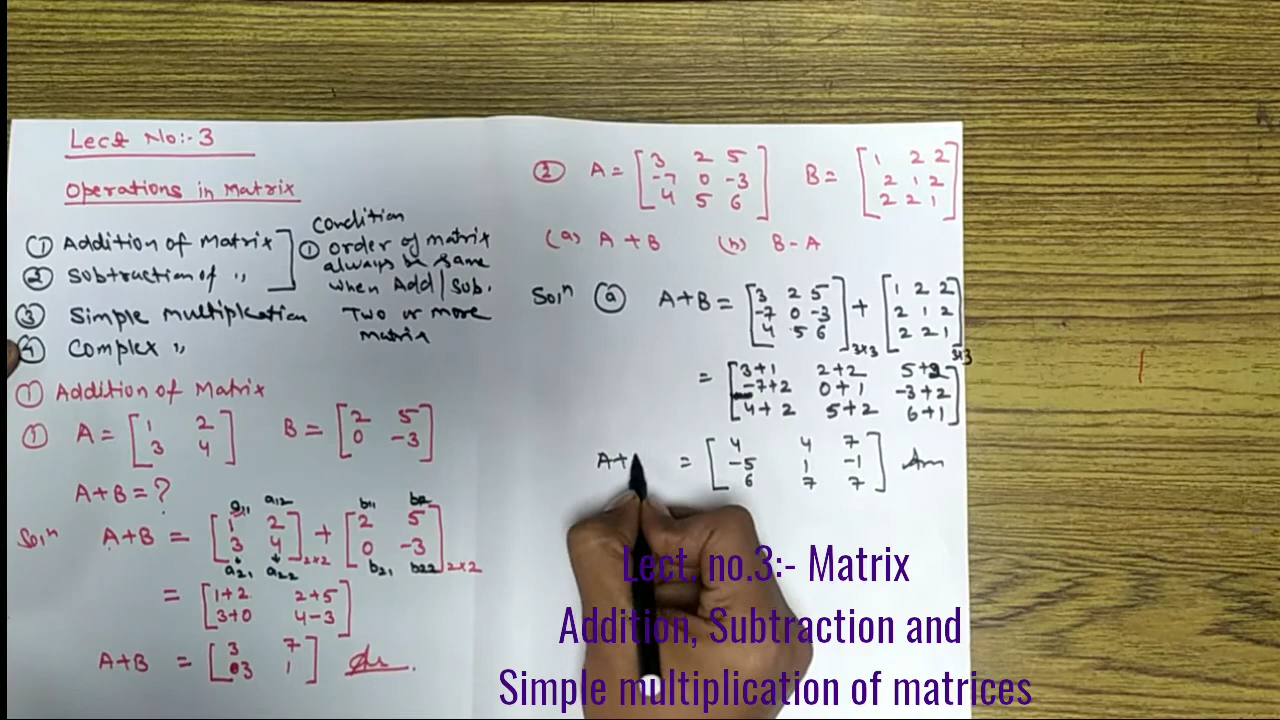 Lect No:- 3
Operations in Matrix
① Addition of Matrix
② Subtraction of ,,
③ Simple multiplication
④ Complex ,,
Condition
① order of matrix
always be same
when Add/Sub.
Two or more
matrix
① Addition of Matrix
① A = [1 2
3 4] B = [2 5
0 -3]
A+B = ?
a11 a12 b11
Soln A+B = [1 2
3 4]2×2 + [2 5
0 -3]2×2
a21 a22 b21 b22
= [1+2 2+5
3+0 4-3]
A+B = [3 7
03 1] Ans.
② A = [3 2 5
-7 0 -3
4 5 6] B = [1 2 2
2 1 2
2 2 1]
(a) A+B (b) B-A
Soln ⓐ A+B = [3 2 5
-7 0 -3
4 5 6]3×3 + [1 2 2
2 1 2
2 2 1]3×3
= [3+1 2+2 5+2
-7+2 0+1 -3+2
4+2 5+2 6+1]
A+ = [4 4 7
-5 1 -1
6 7 7] Ans
Lect. no.3:- Matrix
Addition, Subtraction and
Simple multiplication of matrices